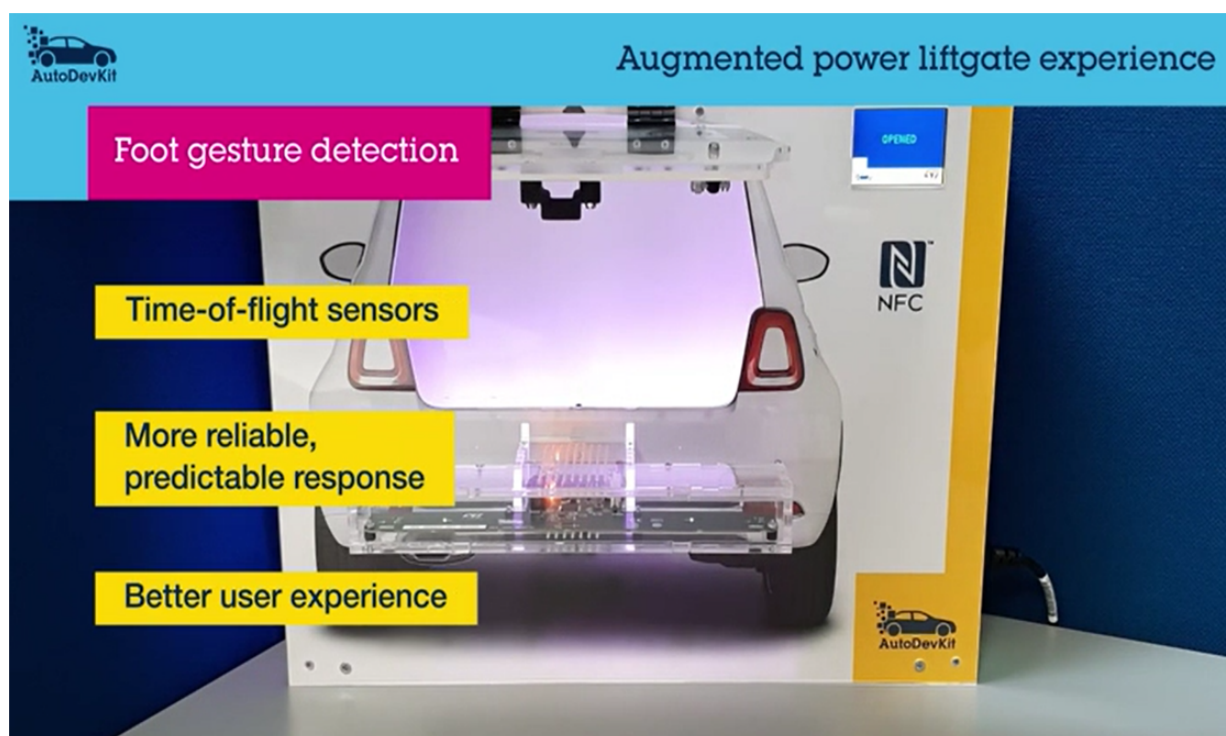 AutoDevKit
Augmented power liftgate experience
Foot gesture detection
OPENED
NFC
Time-of-flight sensors
More reliable,
predictable response
Better user experience
AutoDevKit